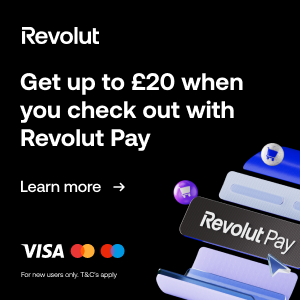 Revolut
Get up to £20 when
you check out with
Revolut Pay
Learn more →
Revolut Pay
VISA
For new users only. T&C's apply